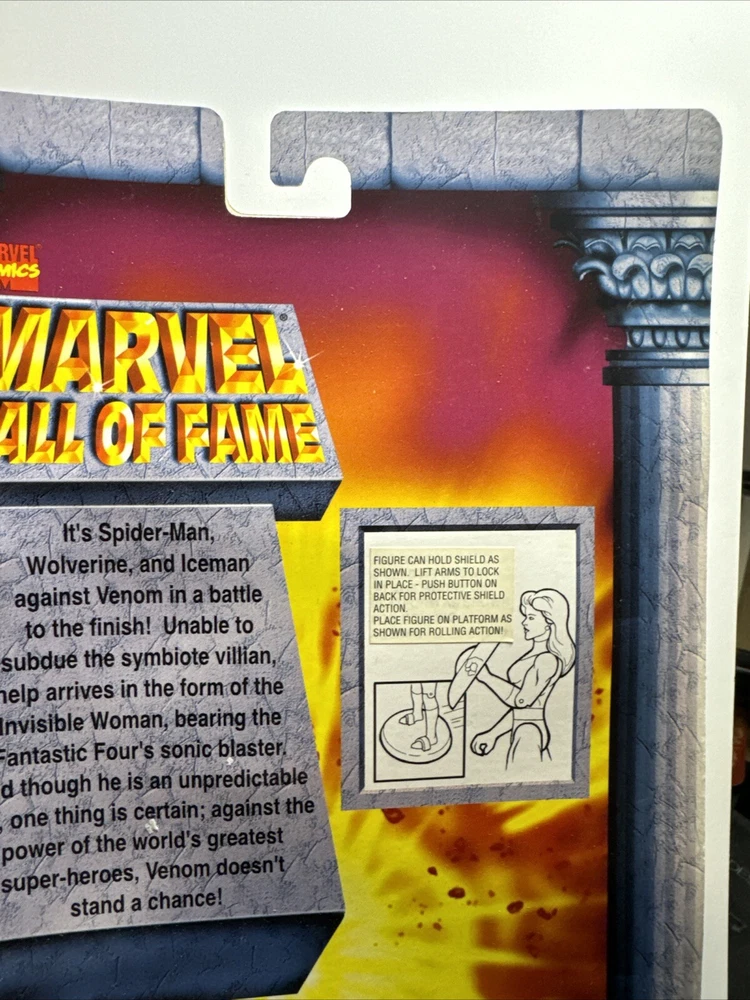 RVEL
MICS
MARVEL®
ALL OF FAME
It's Spider-Man,
Wolverine, and Iceman
against Venom in a battle
to the finish! Unable to
subdue the symbiote villian,
help arrives in the form of the
Invisible Woman, bearing the
Fantastic Four's sonic blaster.
d though he is an unpredictable
, one thing is certain; against the
power of the world's greatest
super-heroes, Venom doesn't
stand a chance!
FIGURE CAN HOLD SHIELD AS
SHOWN. LIFT ARMS TO LOCK
IN PLACE - PUSH BUTTON ON
BACK FOR PROTECTIVE SHIELD
ACTION.
PLACE FIGURE ON PLATFORM AS
SHOWN FOR ROLLING ACTION!